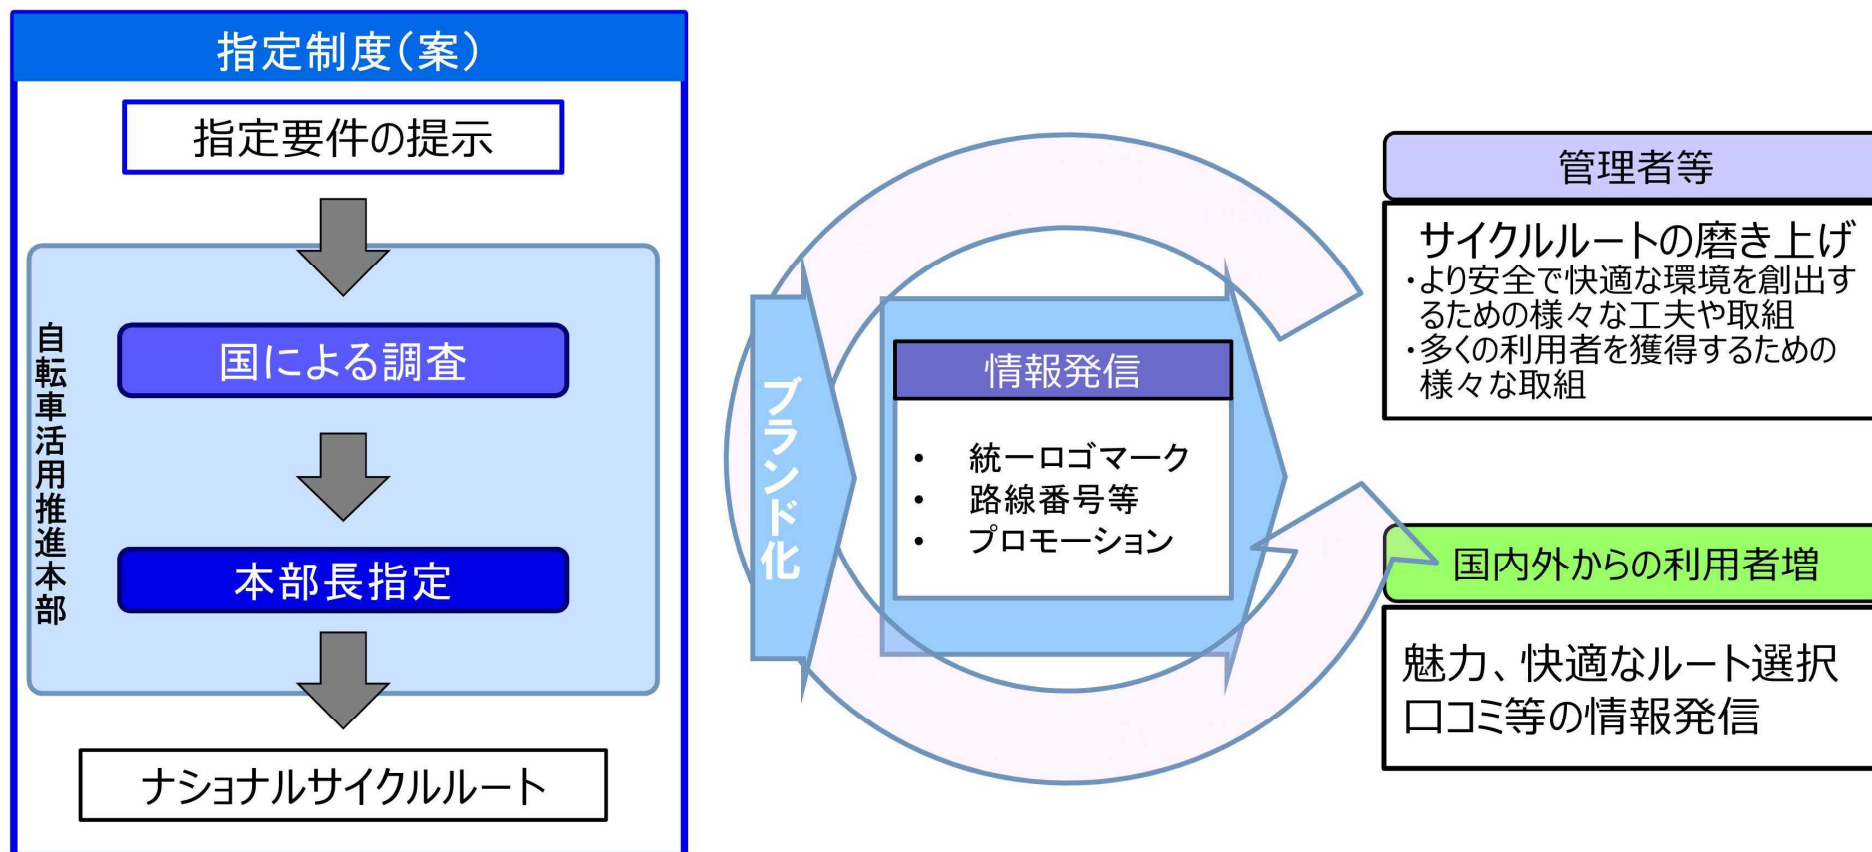 指定制度（案）
指定要件の提示
自転車活用推進本部
国による調査
本部長指定
ナショナルサイクルルート
ブランド化
情報発信
• 統一ロゴマーク
• 路線番号等
• プロモーション
管理者等
サイクルルートの磨き上げ
・より安全で快適な環境を創出す
るための様々な工夫や取組
・多くの利用者を獲得するための
様々な取組
国内外からの利用者増
魅力、快適なルート選択
口コミ等の情報発信